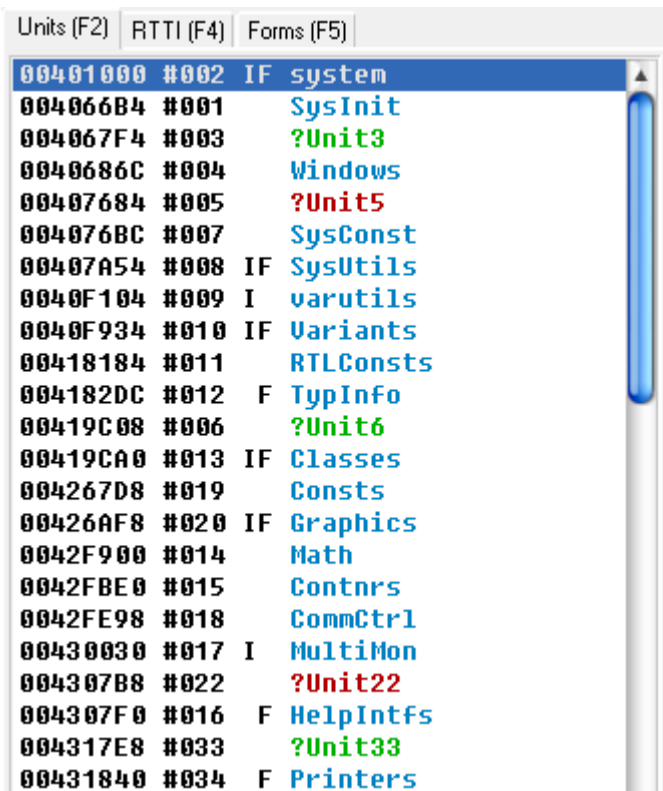 Units (F2) RTTI (F4) Forms (F5)
00401000 #002 IF system
004066B4 #001 SysInit
004067F4 #003 ?Unit3
0040686C #004 Windows
00407684 #005 ?Unit5
004076BC #007 SysConst
00407A54 #008 IF SysUtils
0040F104 #009 I varutils
0040F934 #010 IF Variants
00418184 #011 RTLConsts
004182DC #012 F TypInfo
00419C08 #006 ?Unit6
00419CA0 #013 IF Classes
004267D8 #019 Consts
00426AF8 #020 IF Graphics
0042F900 #014 Math
0042FBE0 #015 Contnrs
0042FE98 #018 CommCtrl
00430030 #017 I MultiMon
004307B8 #022 ?Unit22
004307F0 #016 F HelpIntfs
004317E8 #033 ?Unit33
00431840 #034 F Printers